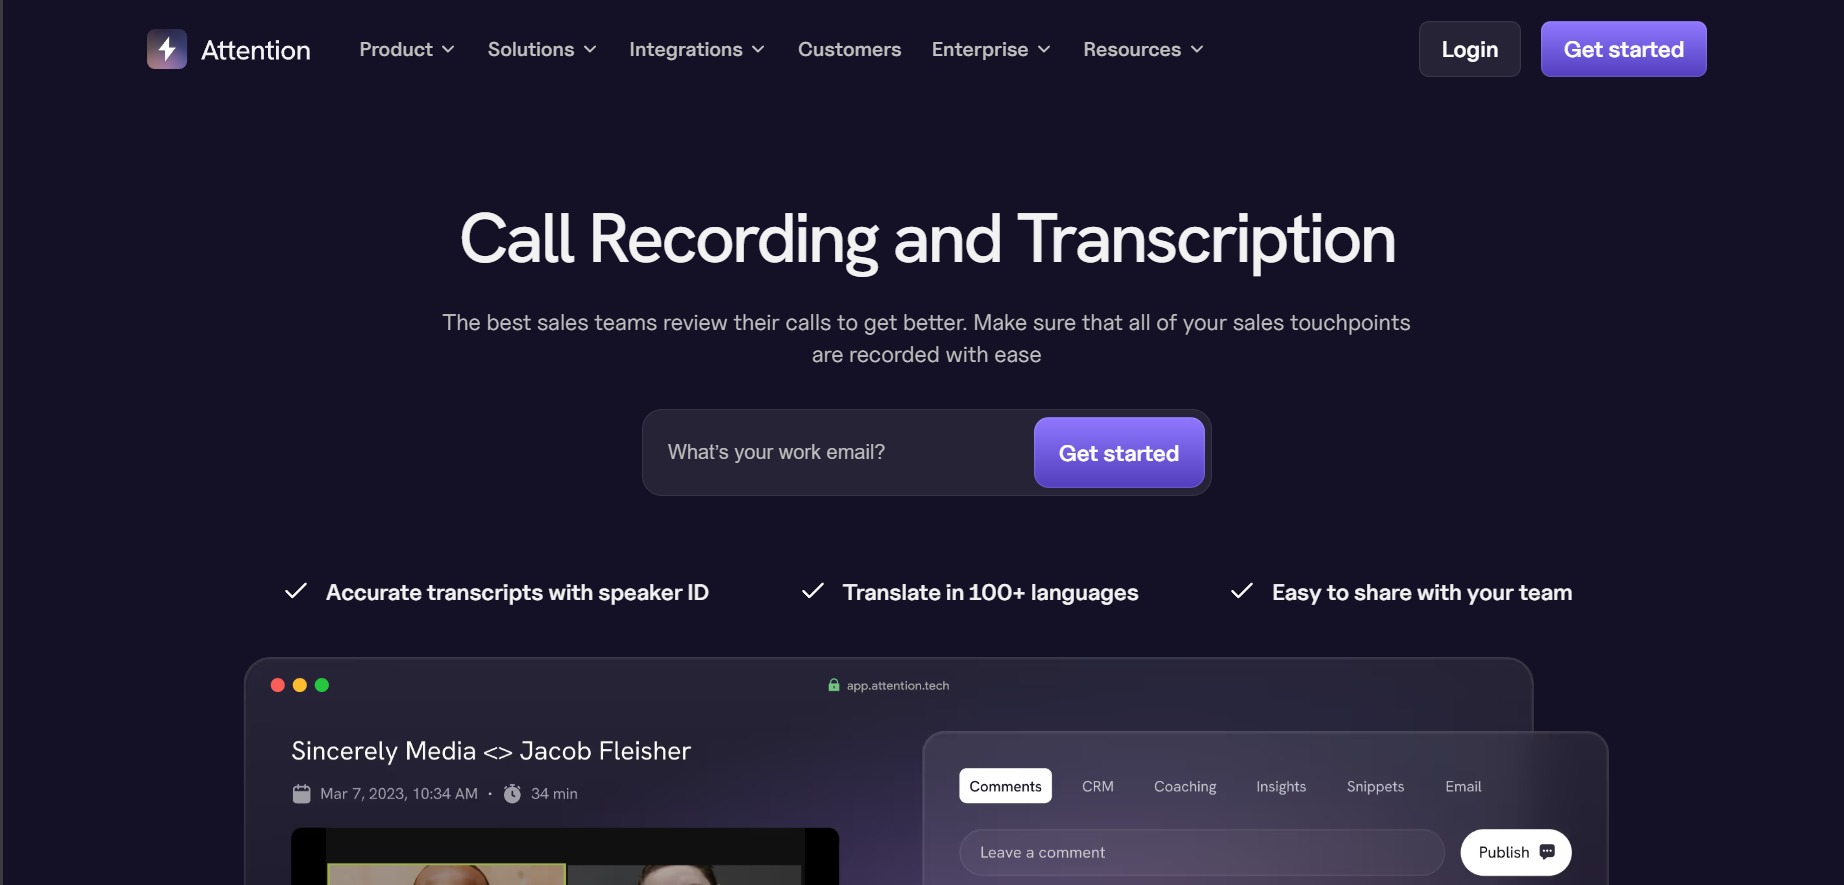 Attention
Product
Solutions
Integrations
Customers
Enterprise
Resources
Login
Get started
Call Recording and Transcription
The best sales teams review their calls to get better. Make sure that all of your sales touchpoints
are recorded with ease
What's your work email?
Get started
Accurate transcripts with speaker ID
Translate in 100+ languages
Easy to share with your team
app.attention.tech
Sincerely Media <> Jacob Fleisher
Mar 7, 2023, 10:34 AM • 34 min
Comments
CRM
Coaching
Insights
Snippets
Email
Leave a comment
Publish